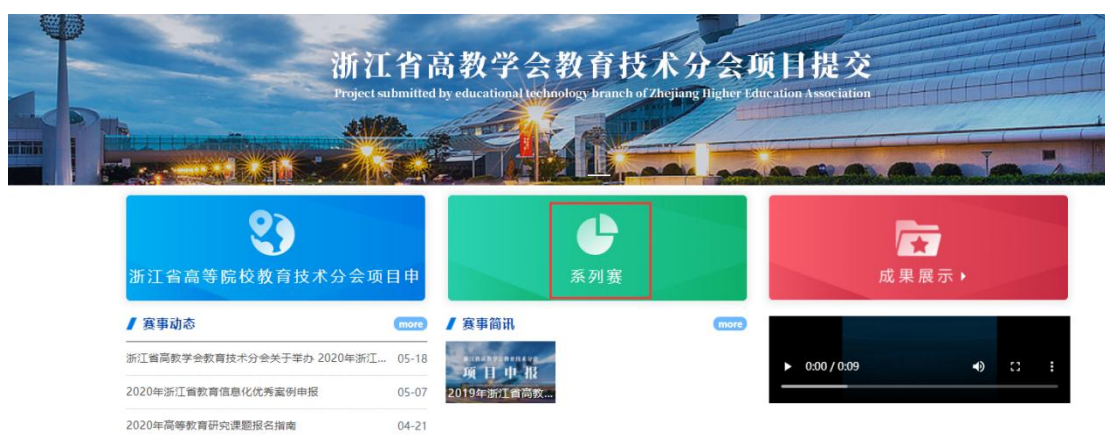 浙江省高教学会教育技术分会项目提交
Project submitted by educational technology branch of Zhejiang Higher Education Association
浙江省高等院校教育技术分会项目申
系列赛
成果展示
赛事动态
more
浙江省高教学会教育技术分会关于举办 2020年浙江... 05-18
2020年浙江省教育信息化优秀案例申报 05-07
2020年高等教育研究课题报名指南 04-21
赛事简讯
more
项目申报
2019年浙江省高教...
0:00 / 0:09